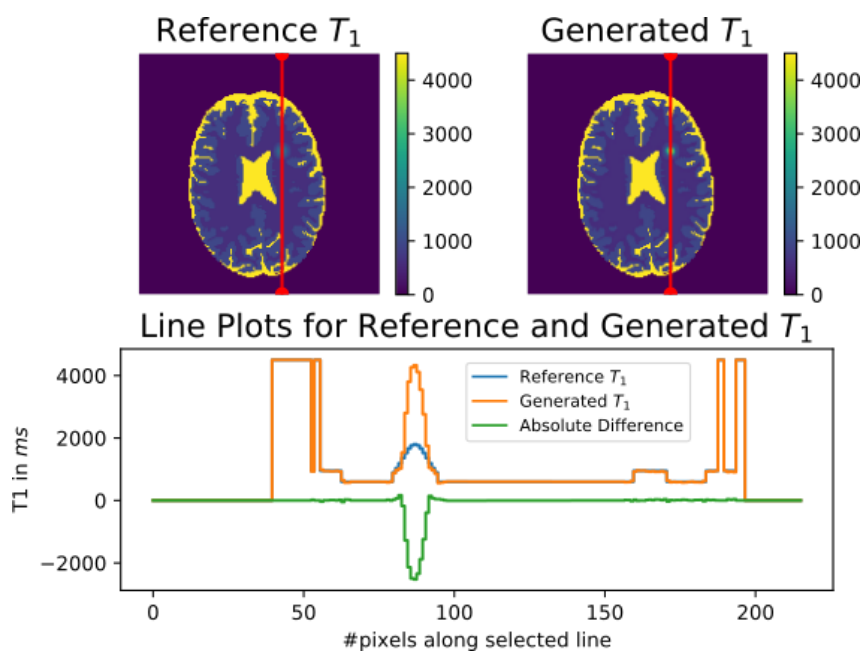 Reference T₁
Generated T₁
4000
3000
2000
1000
0
4000
3000
2000
1000
0
Line Plots for Reference and Generated T₁
T1 in ms
4000
2000
0
−2000
Reference T₁
Generated T₁
Absolute Difference
0
50
100
150
200
#pixels along selected line